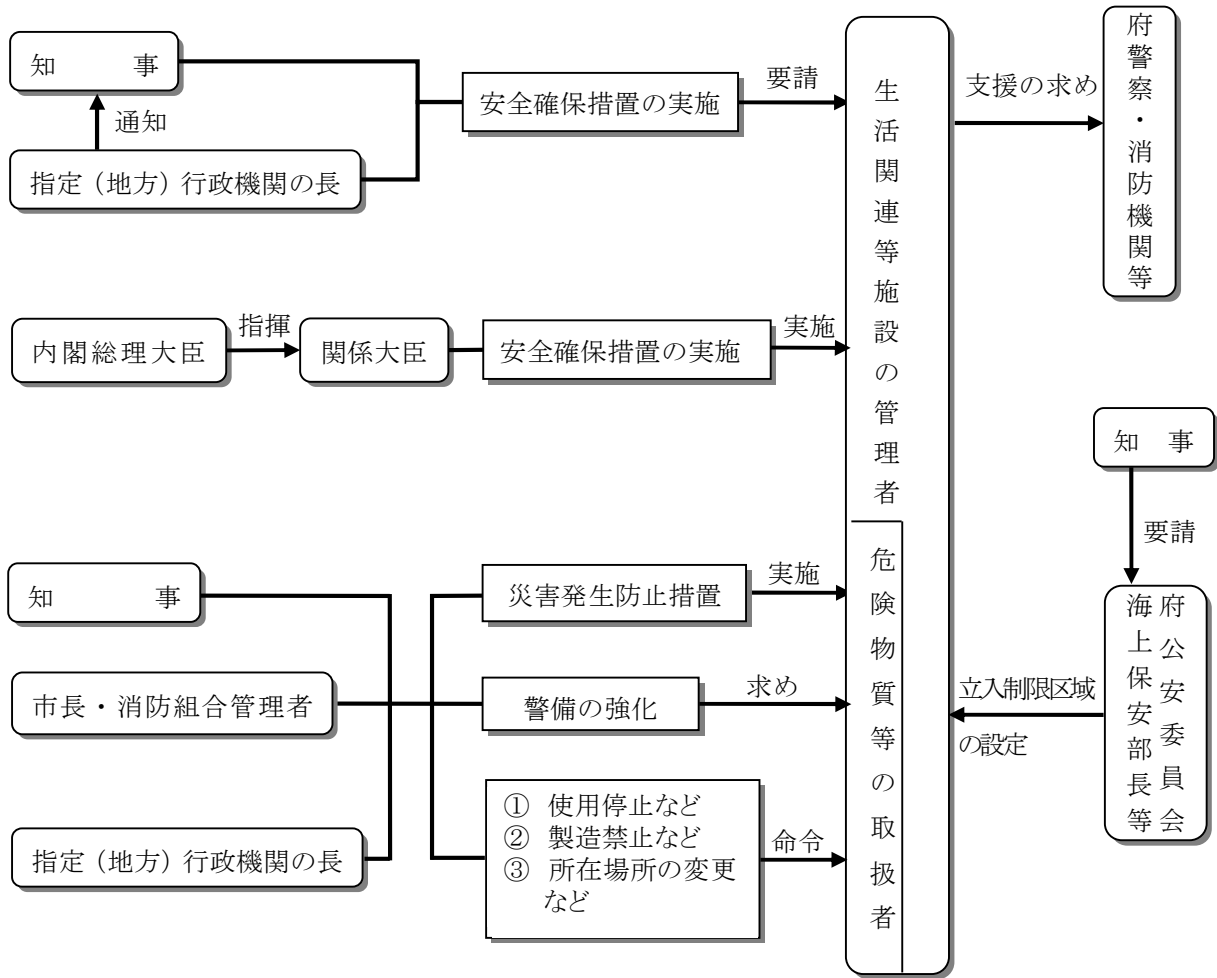 知　　　事
通知
指定（地方）行政機関の長
安全確保措置の実施
要請
内閣総理大臣
指揮
関係大臣
安全確保措置の実施
実施
知　　　事
市長・消防組合管理者
指定（地方）行政機関の長
災害発生防止措置
実施
警備の強化
求め
①　使用停止など
②　製造禁止など
③　所在場所の変更
など
命令
生活関連等施設の管理者
危険物質等の取扱者
支援の求め
府警察・消防機関等
知　事
要請
府公安委員会
海上保安部長等
立入制限区域
の設定